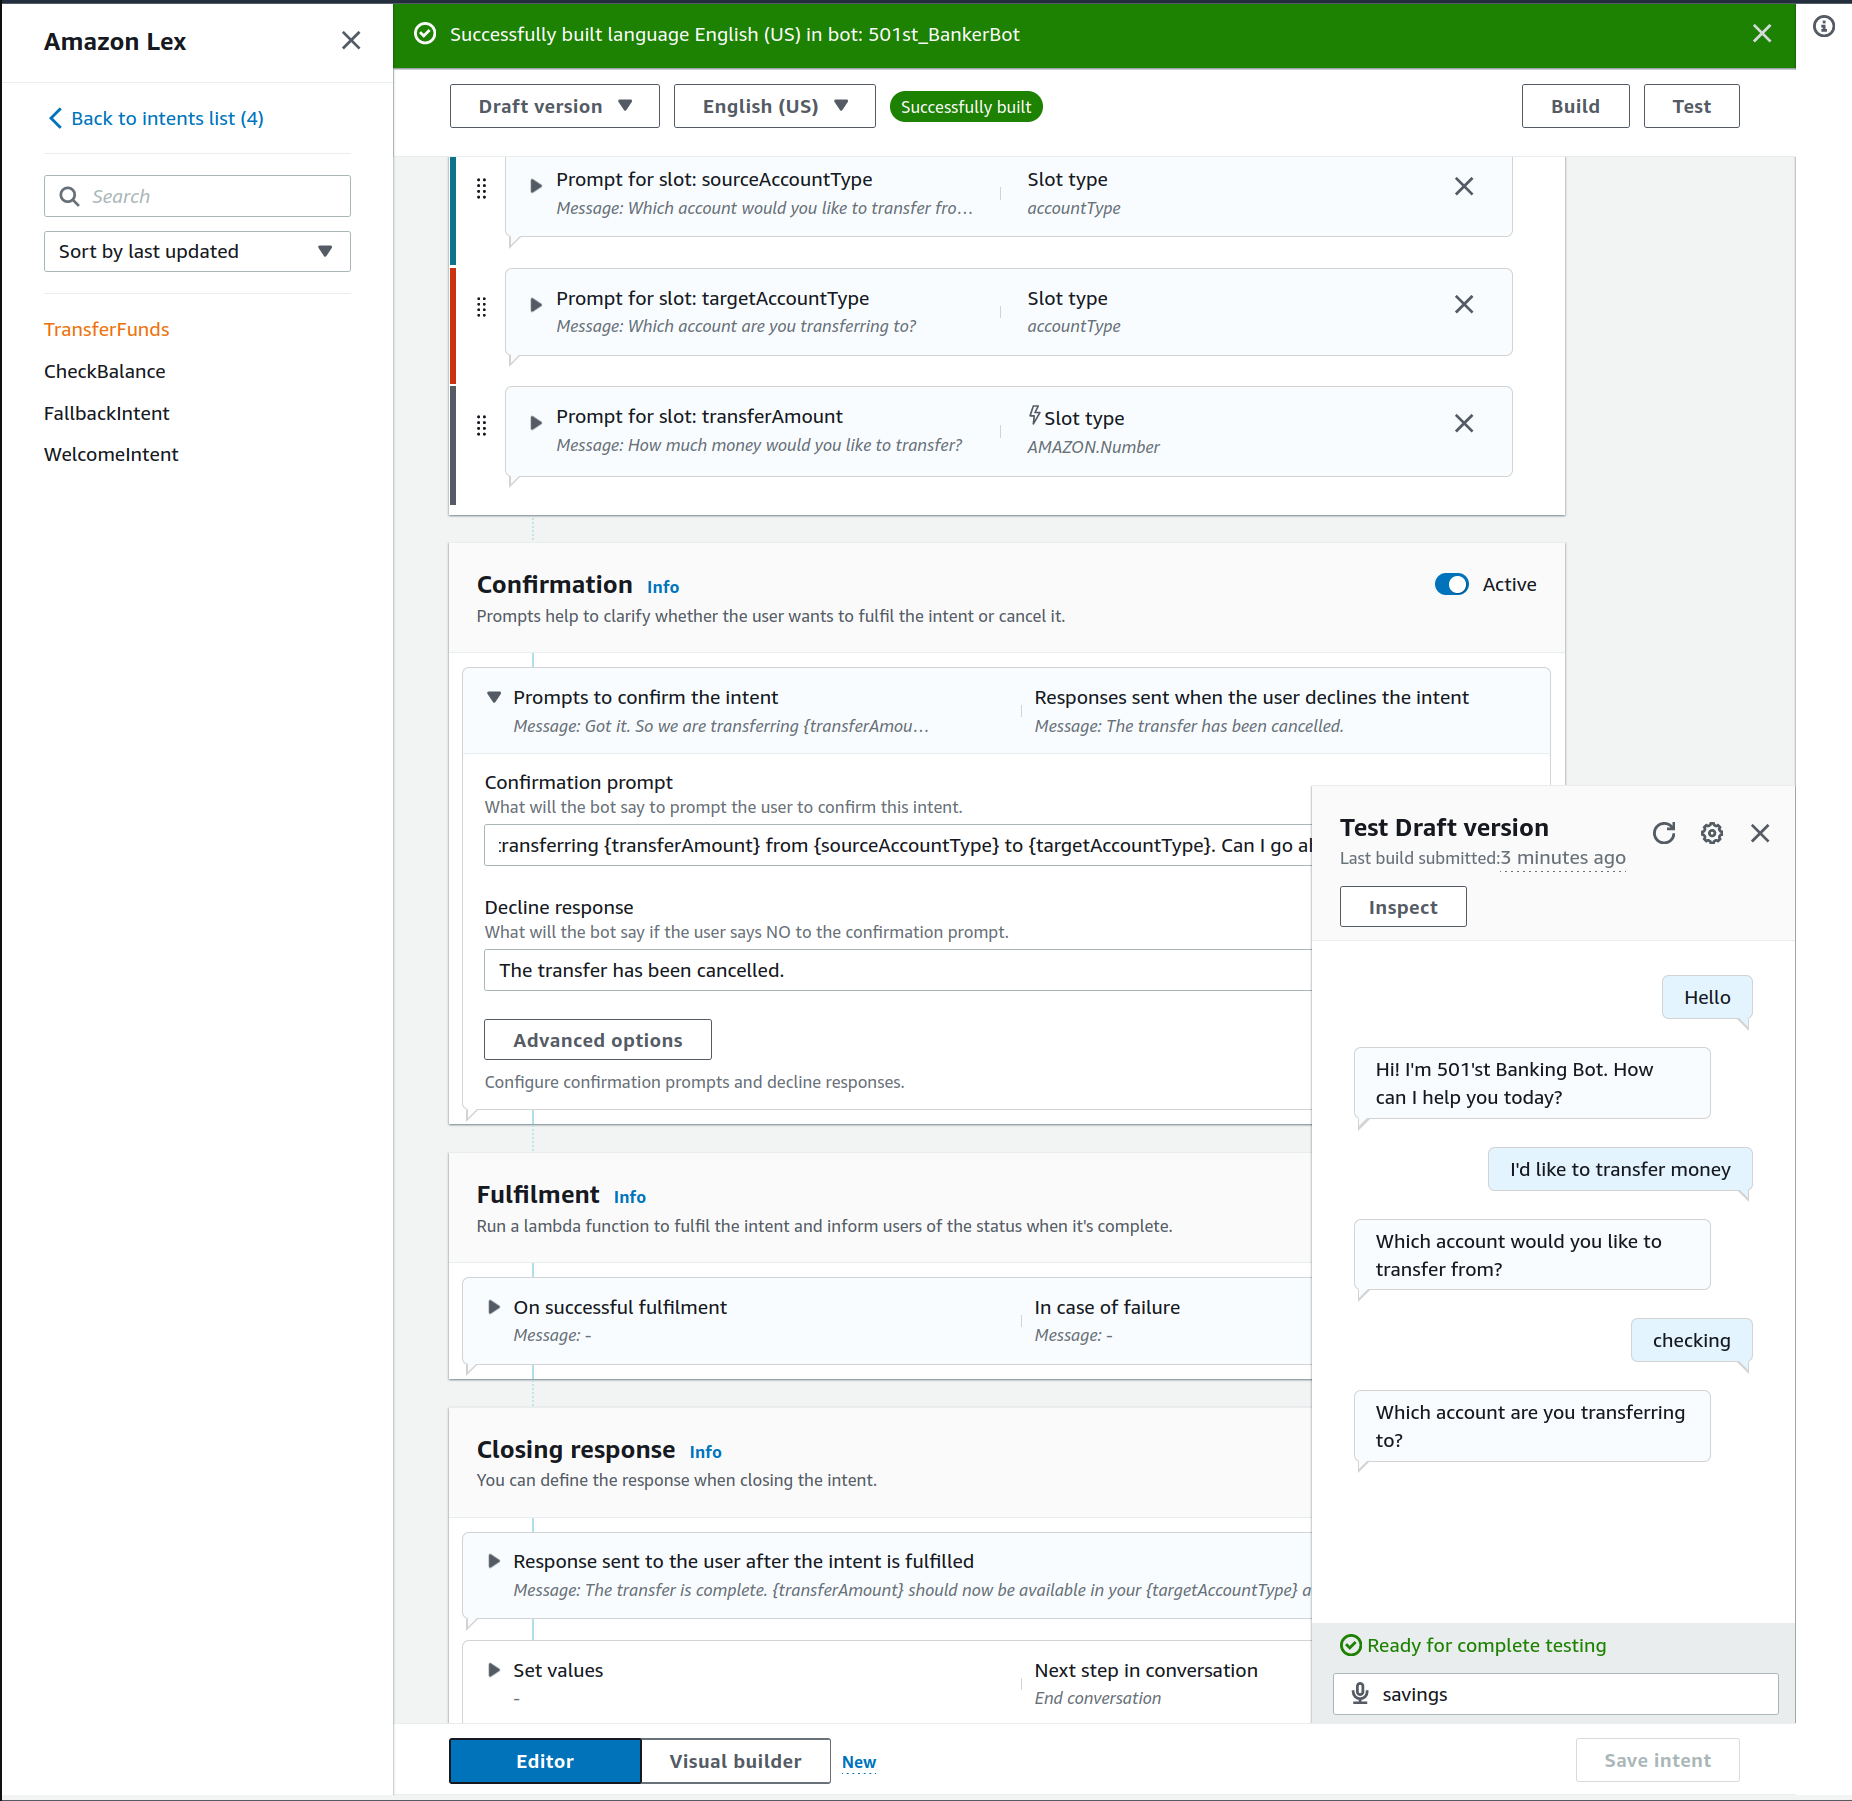 Amazon Lex
Back to intents list (4)
Search
Sort by last updated
TransferFunds
CheckBalance
FallbackIntent
WelcomeIntent
Successfully built language English (US) in bot: 501st_BankerBot
Draft version
English (US)
Successfully built
Build
Test
Prompt for slot: sourceAccountType
Message: Which account would you like to transfer fro...
Slot type
accountType
Prompt for slot: targetAccountType
Message: Which account are you transferring to?
Slot type
accountType
Prompt for slot: transferAmount
Message: How much money would you like to transfer?
Slot type
AMAZON.Number
Confirmation Info
Active
Prompts help to clarify whether the user wants to fulfil the intent or cancel it.
Prompts to confirm the intent
Message: Got it. So we are transferring {transferAmou...
Responses sent when the user declines the intent
Message: The transfer has been cancelled.
Confirmation prompt
What will the bot say to prompt the user to confirm this intent.
transferring {transferAmount} from {sourceAccountType} to {targetAccountType}. Can I go a
Decline response
What will the bot say if the user says NO to the confirmation prompt.
The transfer has been cancelled.
Advanced options
Configure confirmation prompts and decline responses.
Fulfilment Info
Run a lambda function to fulfil the intent and inform users of the status when it's complete.
On successful fulfilment
Message: -
In case of failure
Message: -
Closing response Info
You can define the response when closing the intent.
Response sent to the user after the intent is fulfilled
Message: The transfer is complete. {transferAmount} should now be available in your {targetAccountType} a
Set values
-
Next step in conversation
End conversation
Editor
Visual builder
New
Save intent
Test Draft version
Last build submitted:3 minutes ago
Inspect
Hello
Hi! I'm 501'st Banking Bot. How
can I help you today?
I'd like to transfer money
Which account would you like to
transfer from?
checking
Which account are you transferring
to?
Ready for complete testing
savings